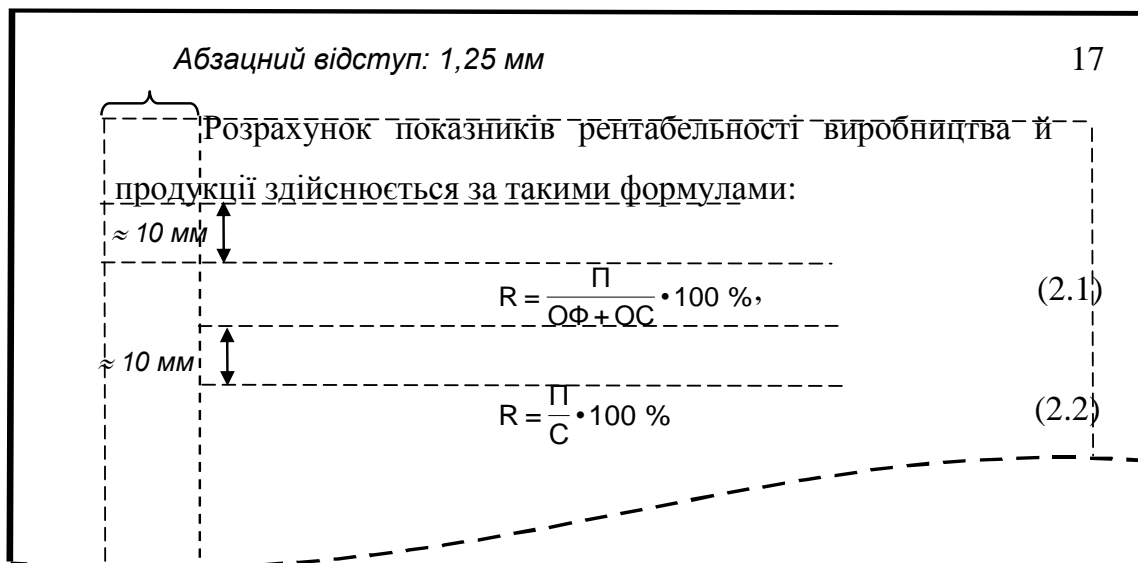 Абзацний відступ: 1,25 мм 17
Розрахунок показників рентабельності виробництва й
продукції здійснюється за такими формулами:
≈ 10 мм
R = П / (ОФ + ОС) • 100 %, (2.1)
≈ 10 мм
R = П / С • 100 % (2.2)